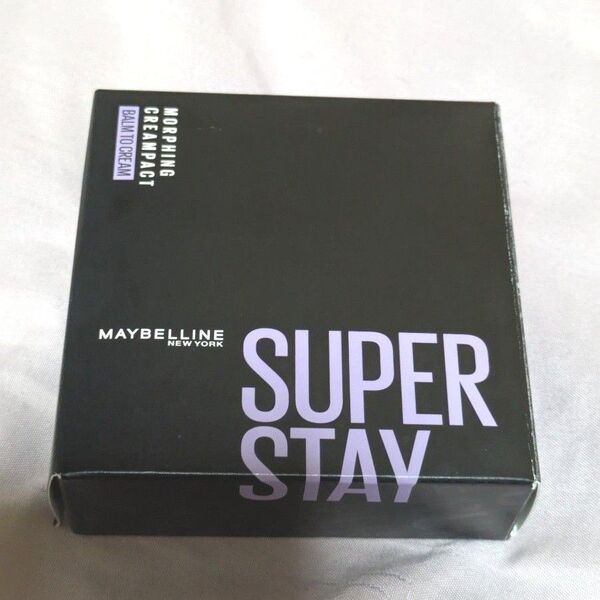 MORPHING
CREAMPACT
BALM TO CREAM
MAYBELLINE
NEW YORK
SUPER
STAY